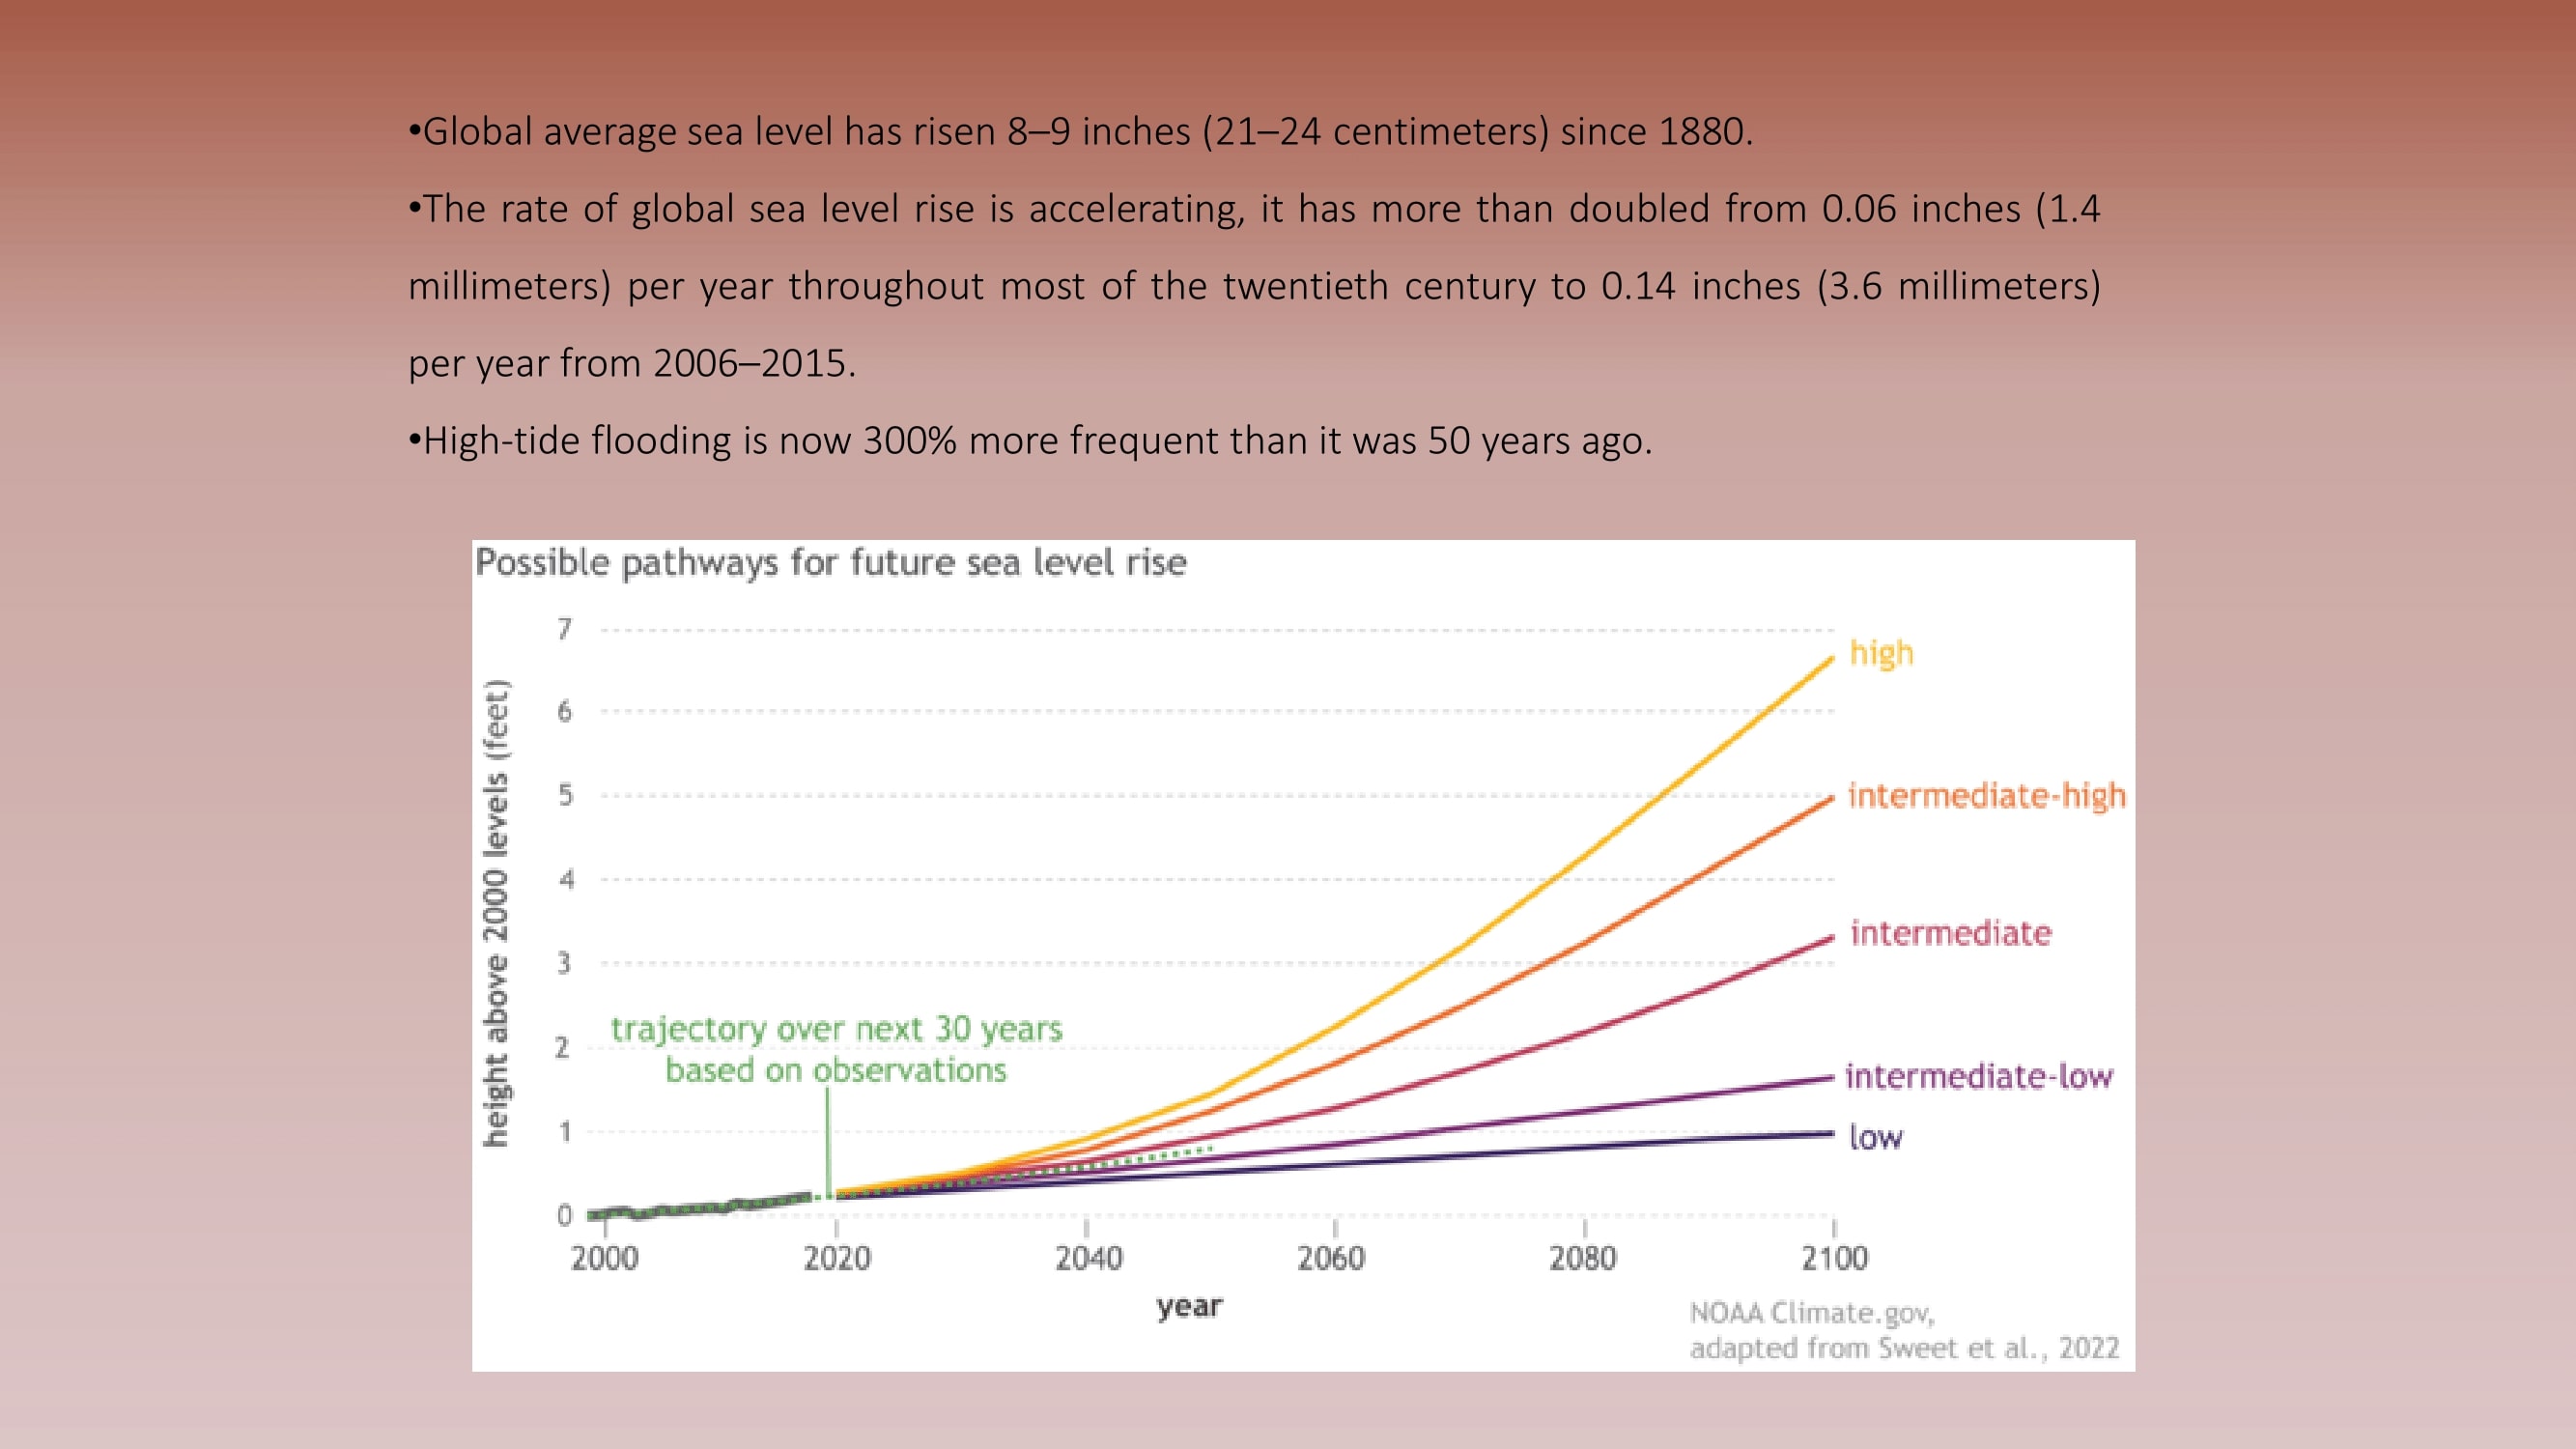 •Global average sea level has risen 8–9 inches (21–24 centimeters) since 1880.
•The rate of global sea level rise is accelerating, it has more than doubled from 0.06 inches (1.4
millimeters) per year throughout most of the twentieth century to 0.14 inches (3.6 millimeters)
per year from 2006–2015.
•High-tide flooding is now 300% more frequent than it was 50 years ago.
Possible pathways for future sea level rise
height above 2000 levels (feet)
7
6
5
4
3
2
1
0
high
intermediate-high
intermediate
intermediate-low
low
trajectory over next 30 years
based on observations
2000 2020 2040 2060 2080 2100
year
NOAA Climate.gov,
adapted from Sweet et al., 2022